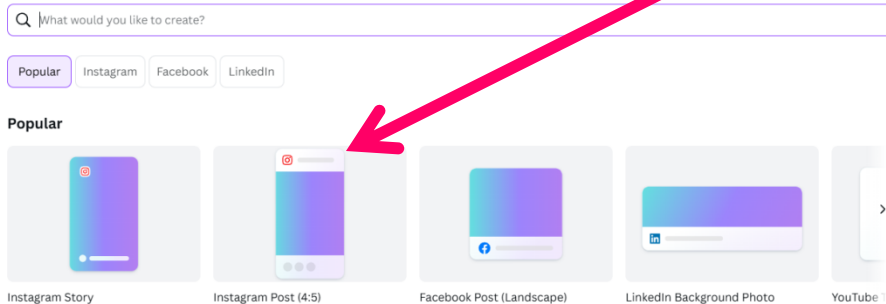 What would you like to create?
Popular Instagram Facebook LinkedIn
Popular
in
Instagram Story Instagram Post (4:5) Facebook Post (Landscape) LinkedIn Background Photo YouTube